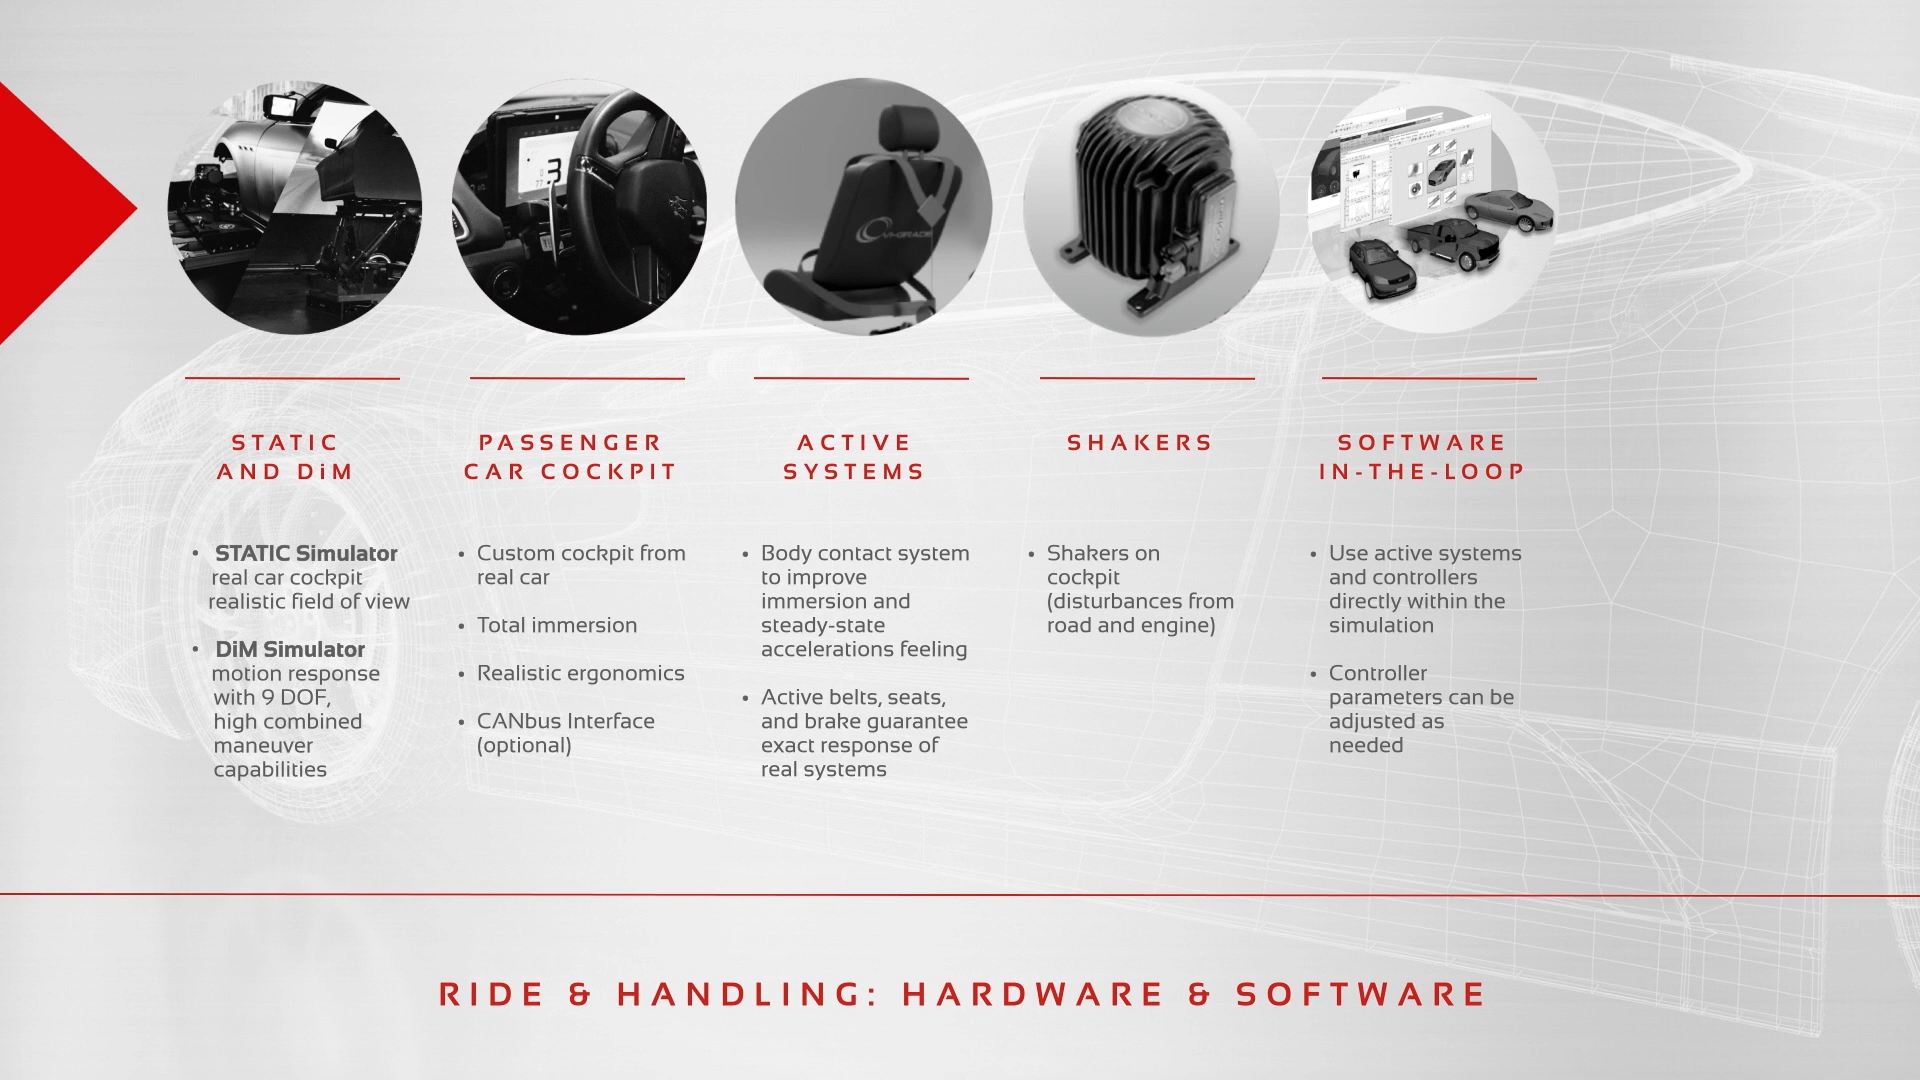 STATIC
AND DiM
• STATIC Simulator
real car cockpit
realistic field of view
• DiM Simulator
motion response
with 9 DOF,
high combined
maneuver
capabilities
PASSENGER
CAR COCKPIT
• Custom cockpit from
real car
• Total immersion
• Realistic ergonomics
• CANbus Interface
(optional)
ACTIVE
SYSTEMS
• Body contact system
to improve
immersion and
steady-state
accelerations feeling
• Active belts, seats,
and brake guarantee
exact response of
real systems
SHAKERS
• Shakers on
cockpit
(disturbances from
road and engine)
SOFTWARE
IN-THE-LOOP
• Use active systems
and controllers
directly within the
simulation
• Controller
parameters can be
adjusted as
needed
RIDE & HANDLING: HARDWARE & SOFTWARE
3
77
VI-GRADE